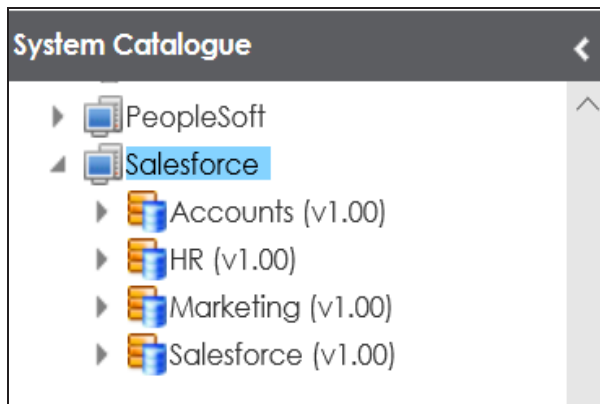 System Catalogue
PeopleSoft
Salesforce
Accounts (v1.00)
HR (v1.00)
Marketing (v1.00)
Salesforce (v1.00)